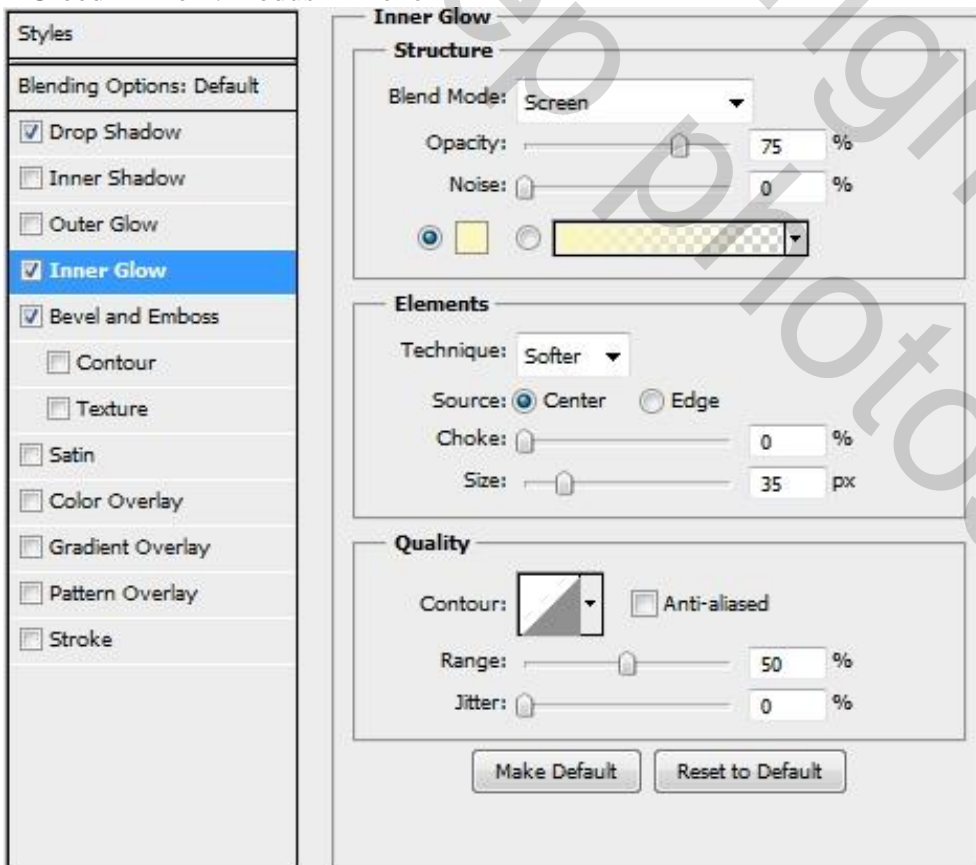 Styles
Blending Options: Default
Drop Shadow
Inner Shadow
Outer Glow
Inner Glow
Bevel and Emboss
Contour
Texture
Satin
Color Overlay
Gradient Overlay
Pattern Overlay
Stroke
Inner Glow
Structure
Blend Mode: Screen
Opacity: 75 %
Noise: 0 %
Elements
Technique: Softer
Source: Center Edge
Choke: 0 %
Size: 35 px
Quality
Contour: Anti-aliased
Range: 50 %
Jitter: 0 %
Make Default Reset to Default